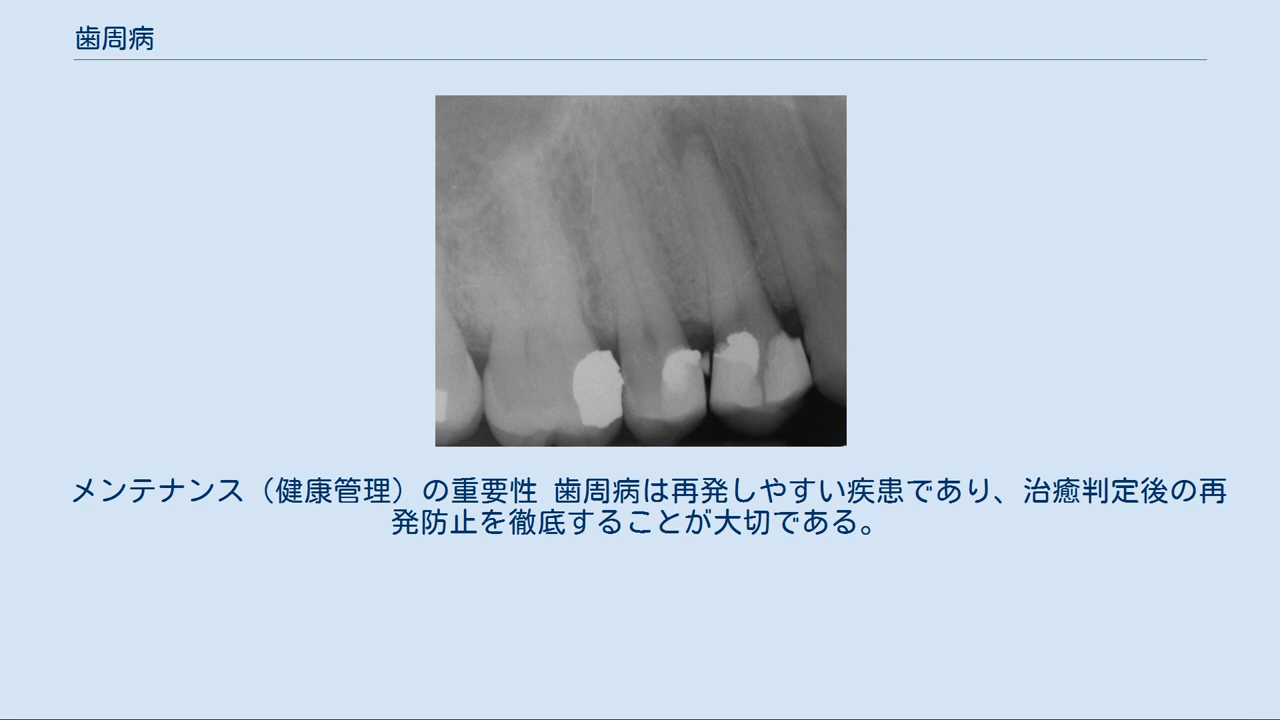 歯周病
メンテナンス（健康管理）の重要性 歯周病は再発しやすい疾患であり、治癒判定後の再
発防止を徹底することが大切である。